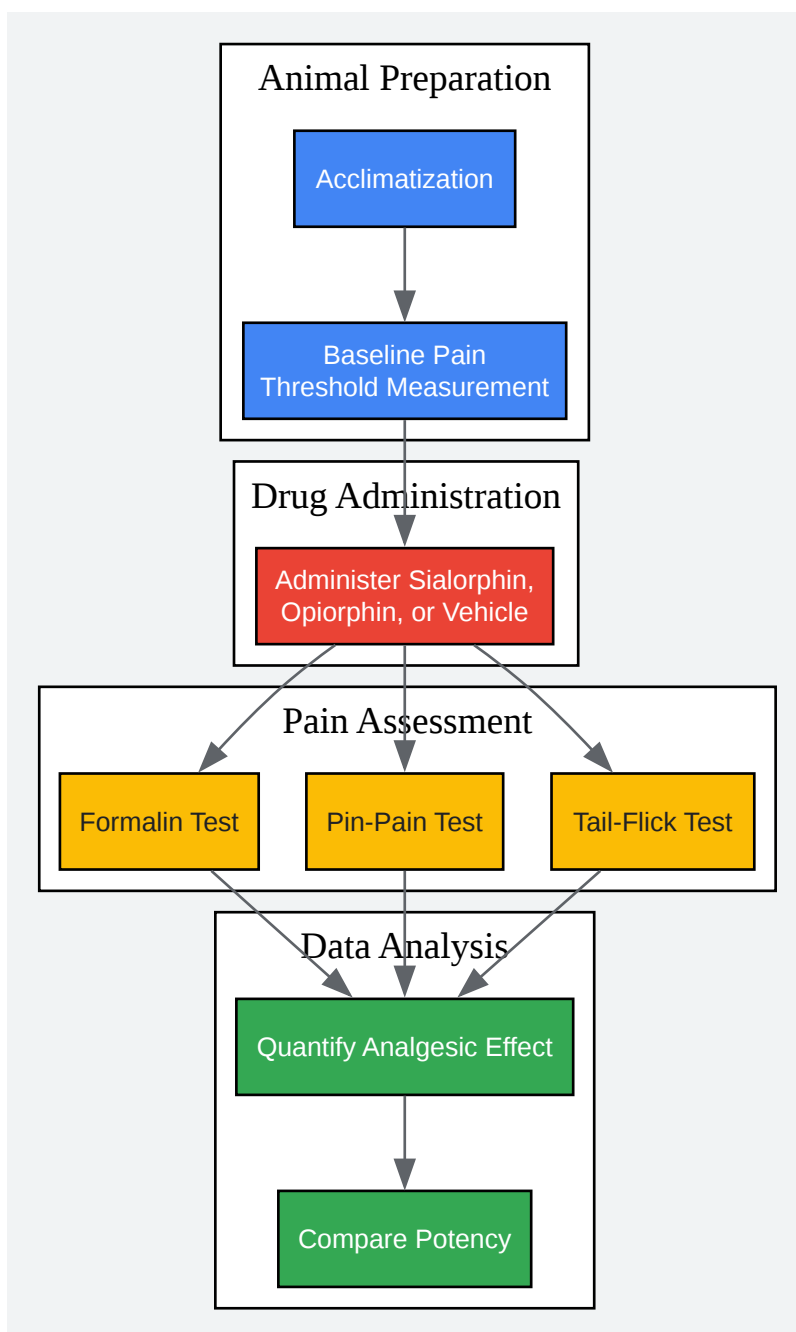 Animal Preparation
Acclimatization
Baseline Pain
Threshold Measurement
Drug Administration
Administer Sialorphin,
Opiorphin, or Vehicle
Pain Assessment
Formalin Test
Pin-Pain Test
Tail-Flick Test
Data Analysis
Quantify Analgesic Effect
Compare Potency